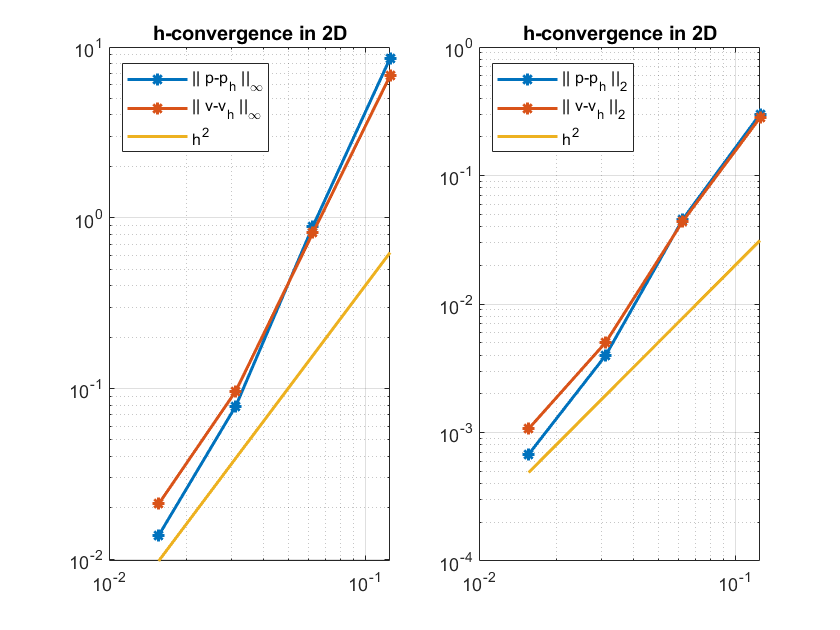 h-convergence in 2D
10^1
10^0
10^-1
10^-2
10^-2
10^-1
|| p-p_h ||_∞
|| v-v_h ||_∞
h^2
h-convergence in 2D
10^0
10^-1
10^-2
10^-3
10^-4
10^-2
10^-1
|| p-p_h ||_2
|| v-v_h ||_2
h^2